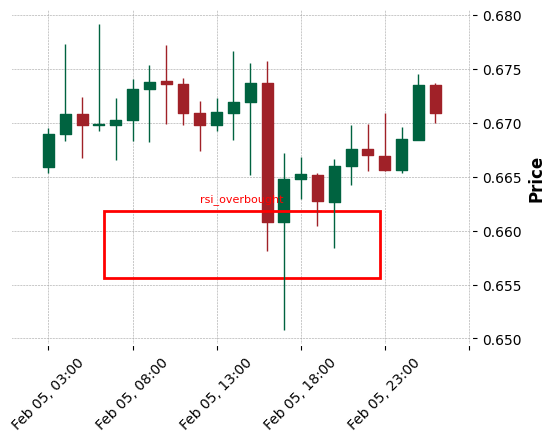 0.680
0.675
0.670
0.665
0.660
0.655
0.650
Price
rsi_overbought
Feb 05, 03:00
Feb 05, 08:00
Feb 05, 13:00
Feb 05, 18:00
Feb 05, 23:00